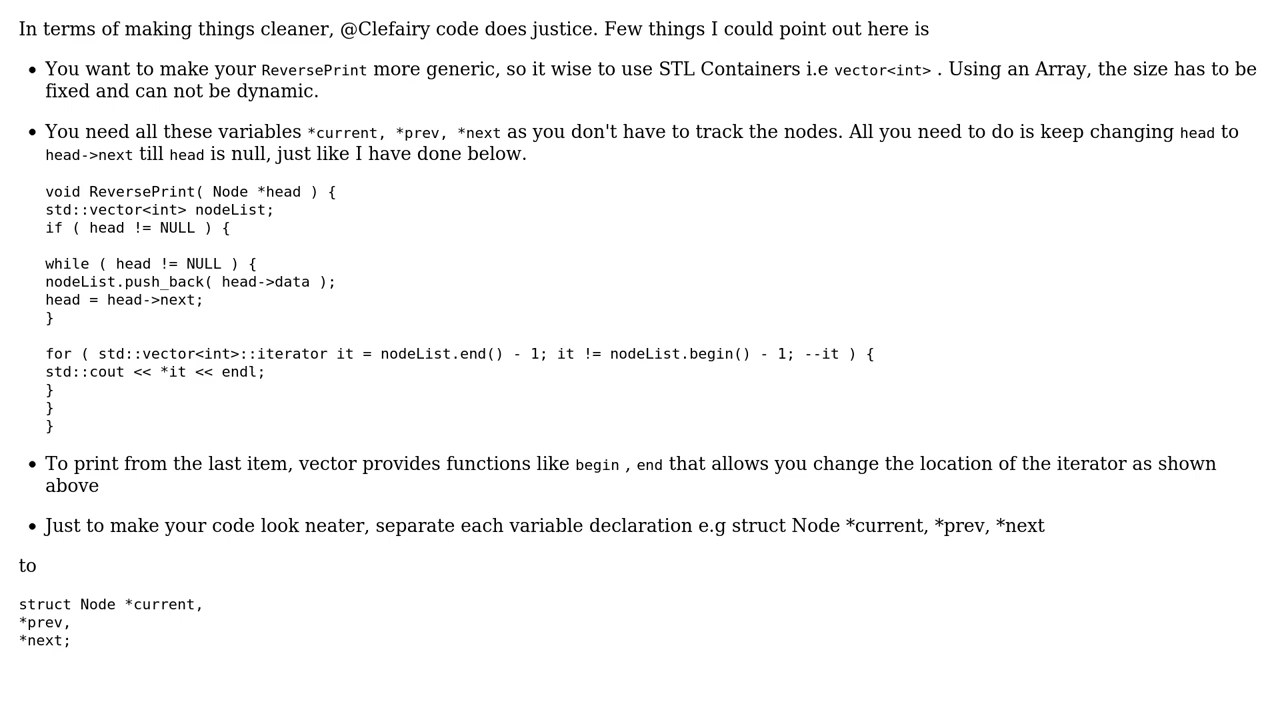 In terms of making things cleaner, @Clefairy code does justice. Few things I could point out here is
You want to make your ReversePrint more generic, so it wise to use STL Containers i.e vector<int> . Using an Array, the size has to be
fixed and can not be dynamic.
You need all these variables *current, *prev, *next as you don't have to track the nodes. All you need to do is keep changing head to
head->next till head is null, just like I have done below.
void ReversePrint( Node *head ) {
std::vector<int> nodeList;
if ( head != NULL ) {
while ( head != NULL ) {
nodeList.push_back( head->data );
head = head->next;
}
for ( std::vector<int>::iterator it = nodeList.end() - 1; it != nodeList.begin() - 1; --it ) {
std::cout << *it << endl;
}
}
}
To print from the last item, vector provides functions like begin , end that allows you change the location of the iterator as shown
above
Just to make your code look neater, separate each variable declaration e.g struct Node *current, *prev, *next
to
struct Node *current,
*prev,
*next;